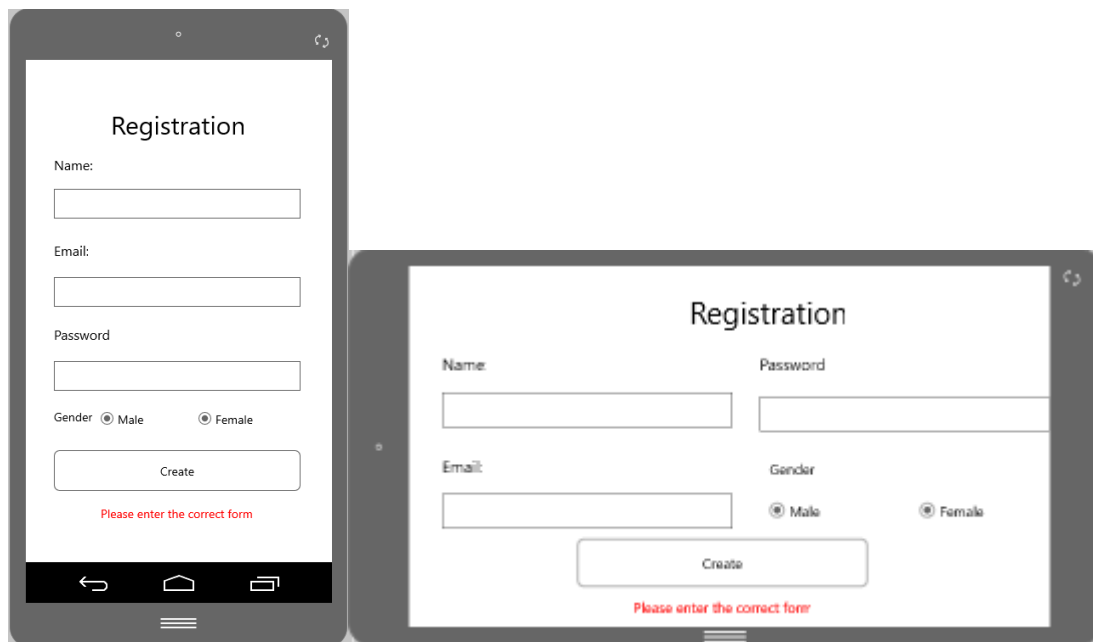 Registration
Name:
Email:
Password
Gender Male Female
Create
Please enter the correct form
Registration
Name: Password
Email: Gender
Male Female
Create
Please enter the correct form